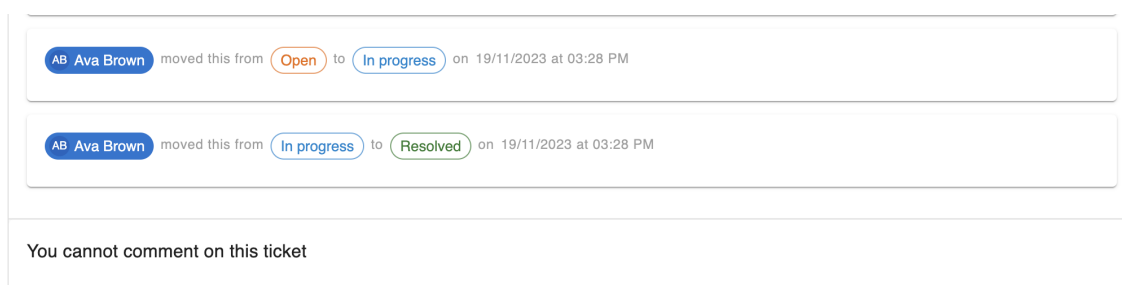 AB Ava Brown moved this from Open to In progress on 19/11/2023 at 03:28 PM
AB Ava Brown moved this from In progress to Resolved on 19/11/2023 at 03:28 PM
You cannot comment on this ticket